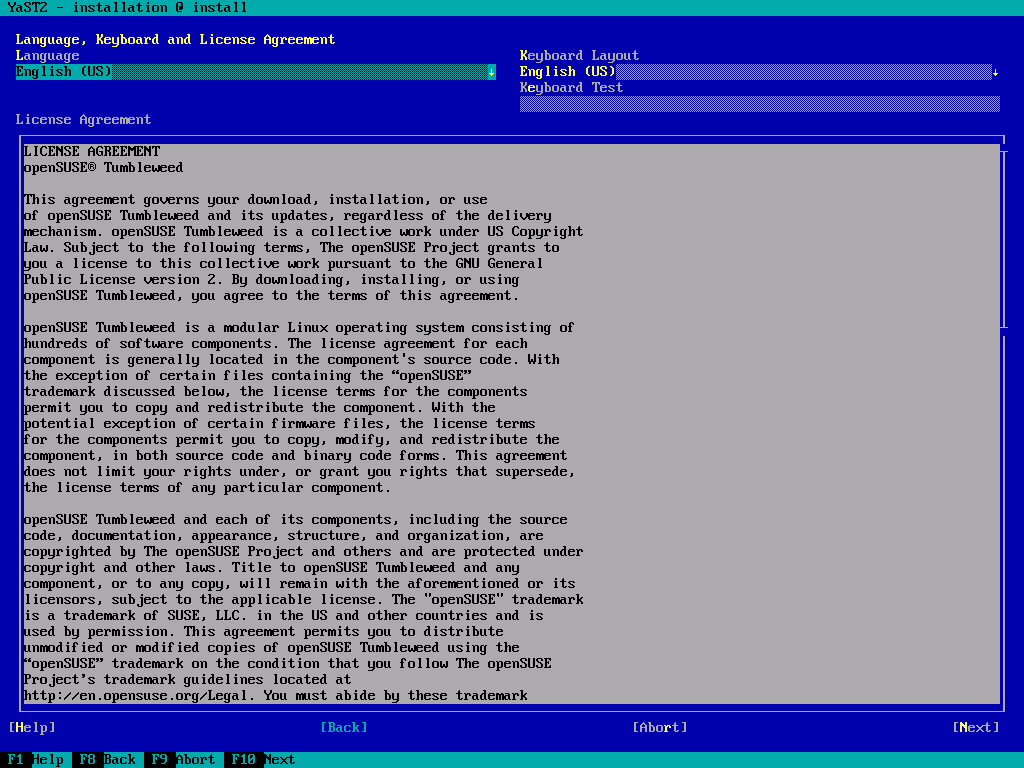 YaST2 - installation @ install
Language, Keyboard and License Agreement
Language
English (US)↓
Keyboard Layout
English (US)↓
Keyboard Test
License Agreement
LICENSE AGREEMENT
openSUSE® Tumbleweed
This agreement governs your download, installation, or use
of openSUSE Tumbleweed and its updates, regardless of the delivery
mechanism. openSUSE Tumbleweed is a collective work under US Copyright
Law. Subject to the following terms, The openSUSE Project grants to
you a license to this collective work pursuant to the GNU General
Public License version 2. By downloading, installing, or using
openSUSE Tumbleweed, you agree to the terms of this agreement.
openSUSE Tumbleweed is a modular Linux operating system consisting of
hundreds of software components. The license agreement for each
component is generally located in the component's source code. With
the exception of certain files containing the “openSUSE”
trademark discussed below, the license terms for the components
permit you to copy and redistribute the component. With the
potential exception of certain firmware files, the license terms
for the components permit you to copy, modify, and redistribute the
component, in both source code and binary code forms. This agreement
does not limit your rights under, or grant you rights that supersede,
the license terms of any particular component.
openSUSE Tumbleweed and each of its components, including the source
code, documentation, appearance, structure, and organization, are
copyrighted by The openSUSE Project and others and are protected under
copyright and other laws. Title to openSUSE Tumbleweed and any
component, or to any copy, will remain with the aforementioned or its
licensors, subject to the applicable license. The "openSUSE" trademark
is a trademark of SUSE, LLC. in the US and other countries and is
used by permission. This agreement permits you to distribute
unmodified or modified copies of openSUSE Tumbleweed using the
“openSUSE” trademark on the condition that you follow The openSUSE
Project’s trademark guidelines located at
http://en.opensuse.org/Legal. You must abide by these trademark
[Help] [Back] [Abort] [Next]
F1 Help F8 Back F9 Abort F10 Next